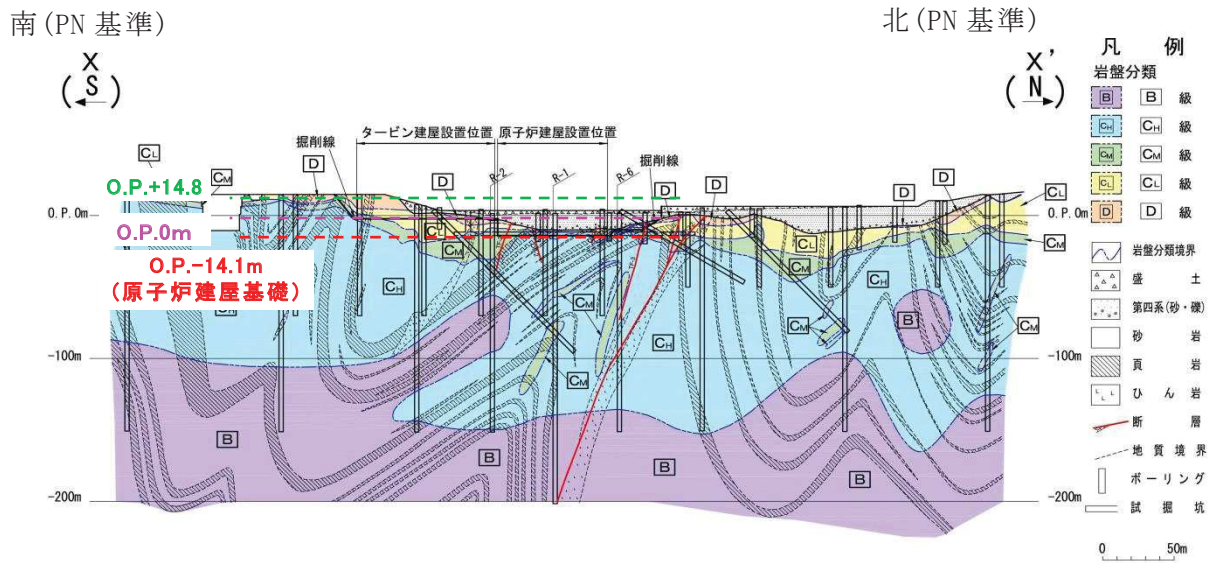 南(PN 基準)
北(PN 基準)
X
(S)
X'
(N)
タービン建屋設置位置
原子炉建屋設置位置
掘削線
掘削線
R-2
R-1
R-6
CL
CM
D
D
D
D
D
D
CL
CM
O.P.+14.8
O.P.0m
O.P.-14.1m
(原子炉建屋基礎)
0.P.0m
0.P.0m
-100m
-100m
-200m
-200m
CL
CM
CH
CH
CM
CM
CH
CL
CM
CM
CH
B
CM
B
B
B
B
凡 例
岩盤分類
B B 級
CH CH 級
CM CM 級
CL CL 級
D D 級
岩盤分類境界
盛 土
第四系(砂・礫)
砂 岩
頁 岩
ひ ん 岩
断 層
地 質 境 界
ボ ー リ ン グ
試 掘 坑
0 50m